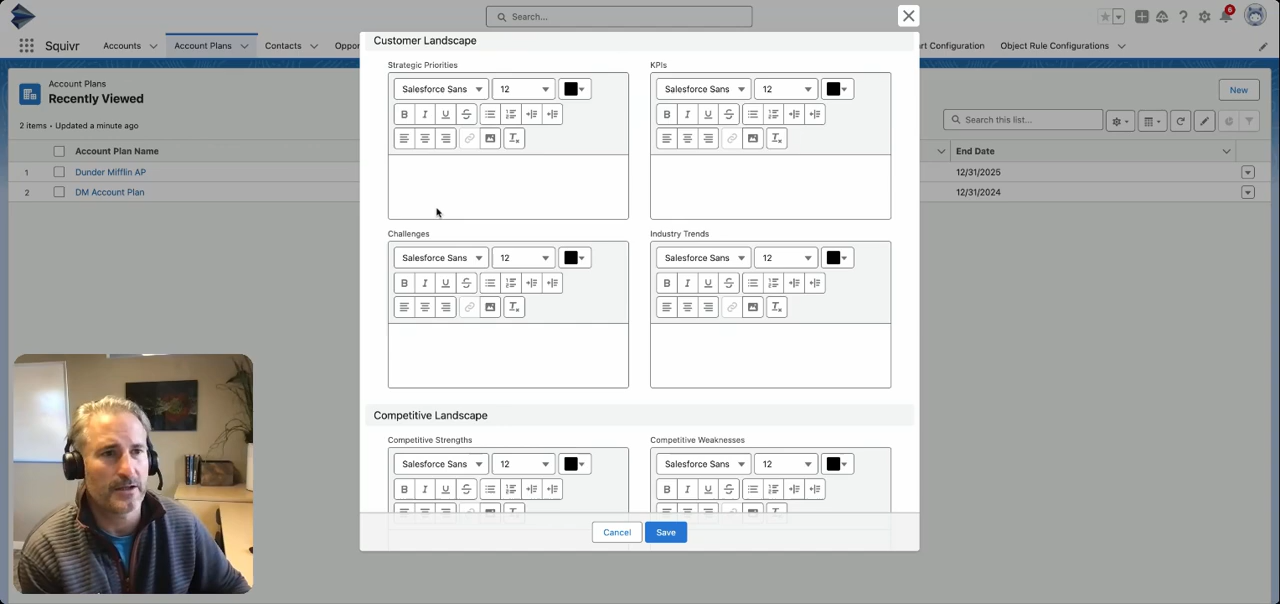 Search...
6
Squivr
Accounts
Account Plans
Contacts
Oppor
rt Configuration
Object Rule Configurations
Account Plans
Recently Viewed
New
2 items • Updated a minute ago
Search this list...
Account Plan Name
End Date
1
Dunder Mifflin AP
12/31/2025
2
DM Account Plan
12/31/2024
Customer Landscape
Strategic Priorities
KPIs
Salesforce Sans
12
Salesforce Sans
12
B I U S
B I U S
Challenges
Industry Trends
Salesforce Sans
12
Salesforce Sans
12
B I U S
B I U S
Competitive Landscape
Competitive Strengths
Competitive Weaknesses
Salesforce Sans
12
Salesforce Sans
12
B I U S
B I U S
Cancel
Save